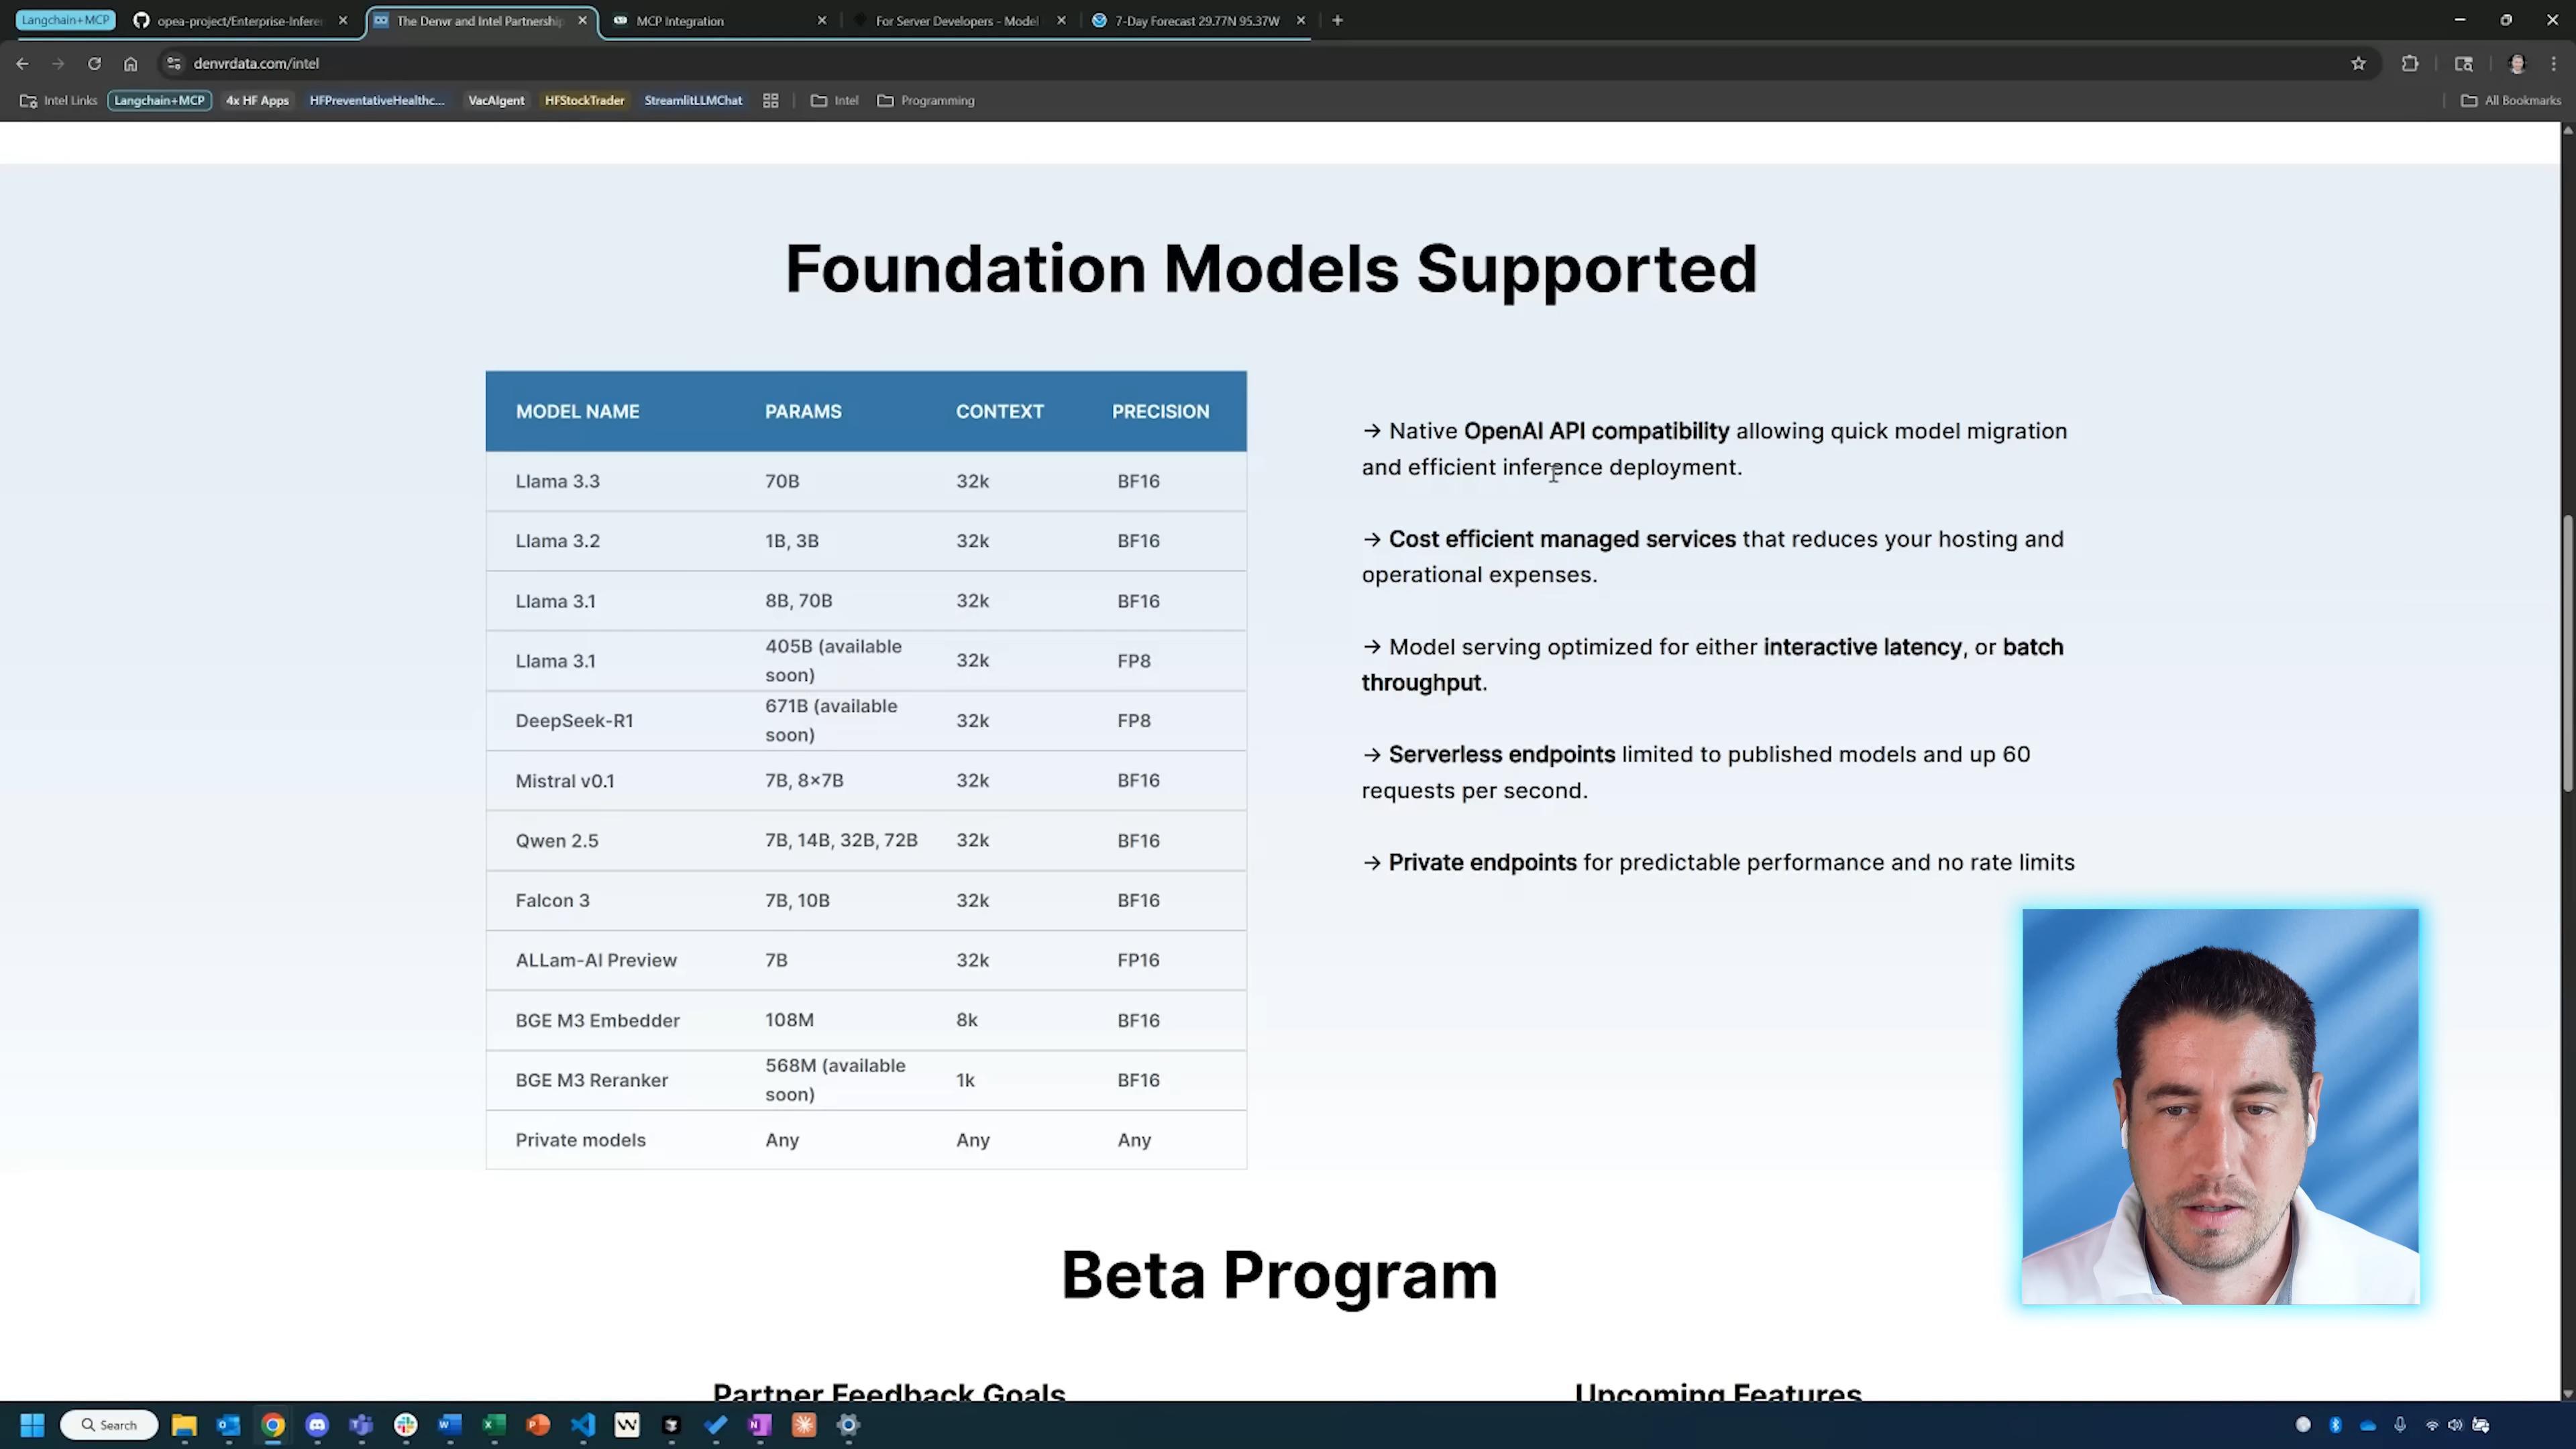 Langchain+MCP
opea-project/Enterprise-Infere
The Denvr and Intel Partnership
MCP Integration
For Server Developers - Model
7-Day Forecast 29.77N 95.37W
denvrdata.com/intel
Intel Links
Langchain+MCP
4x HF Apps
HFPreventativeHealthc...
VacAIgent
HFStockTrader
StreamlitLLMChat
Intel
Programming
All Bookmarks
Foundation Models Supported
MODEL NAME PARAMS CONTEXT PRECISION
Llama 3.3 70B 32k BF16
Llama 3.2 1B, 3B 32k BF16
Llama 3.1 8B, 70B 32k BF16
Llama 3.1 405B (available soon) 32k FP8
DeepSeek-R1 671B (available soon) 32k FP8
Mistral v0.1 7B, 8×7B 32k BF16
Qwen 2.5 7B, 14B, 32B, 72B 32k BF16
Falcon 3 7B, 10B 32k BF16
ALLam-AI Preview 7B 32k FP16
BGE M3 Embedder 108M 8k BF16
BGE M3 Reranker 568M (available soon) 1k BF16
Private models Any Any Any
→ Native OpenAI API compatibility allowing quick model migration
and efficient inference deployment.
→ Cost efficient managed services that reduces your hosting and
operational expenses.
→ Model serving optimized for either interactive latency, or batch
throughput.
→ Serverless endpoints limited to published models and up 60
requests per second.
→ Private endpoints for predictable performance and no rate limits
Beta Program
Partner Feedback Goals
Upcoming Features
Search